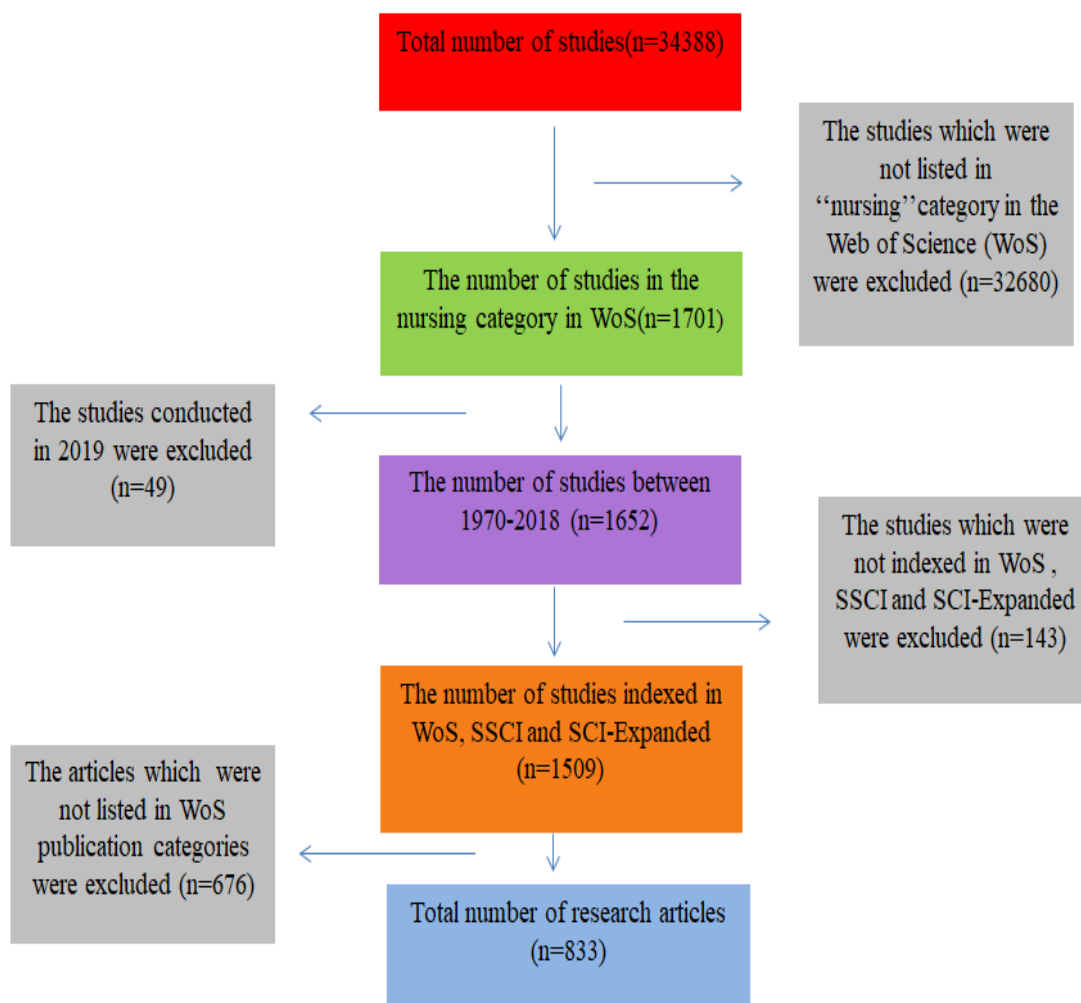 Total number of studies(n=34388)
The studies which were
not listed in
‘‘nursing’’category in the
Web of Science (WoS)
were excluded (n=32680)
The number of studies in the
nursing category in WoS(n=1701)
The studies conducted
in 2019 were excluded
(n=49)
The number of studies between
1970-2018 (n=1652)
The studies which were
not indexed in WoS ,
SSCI and SCI-Expanded
were excluded (n=143)
The number of studies indexed in
WoS, SSCI and SCI-Expanded
(n=1509)
The articles which were
not listed in WoS
publication categories
were excluded (n=676)
Total number of research articles
(n=833)